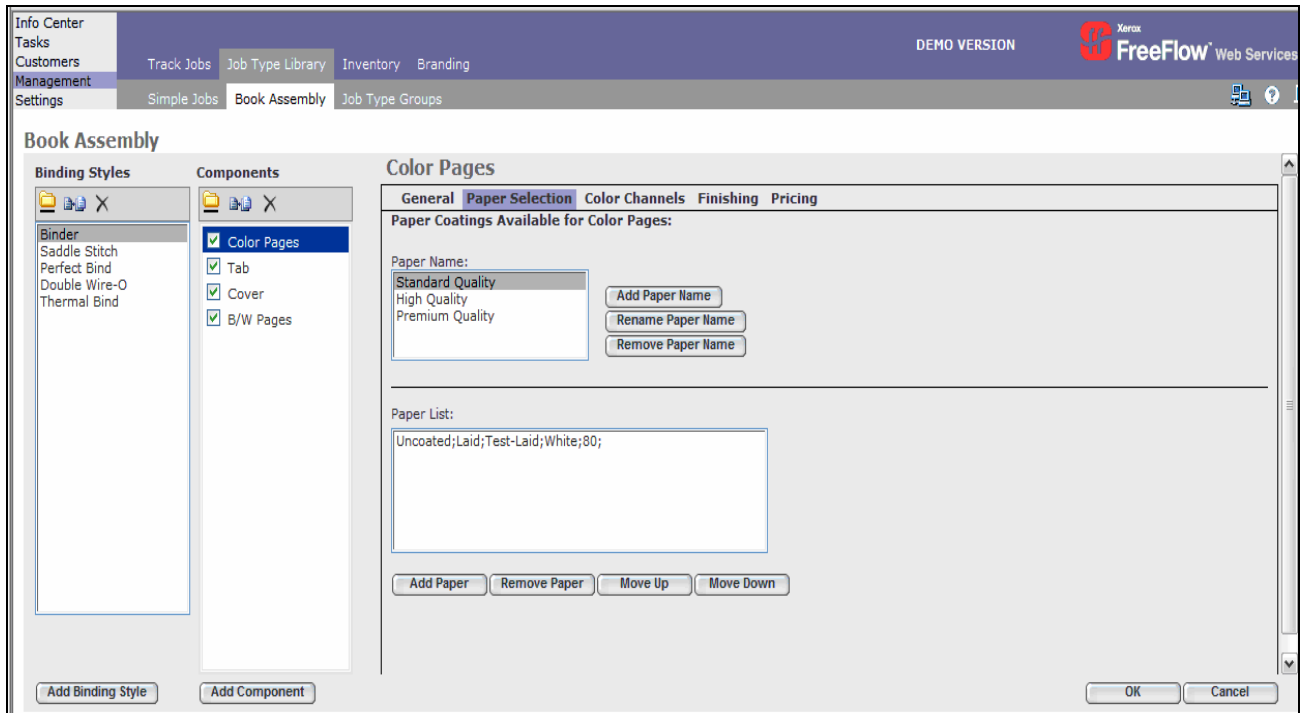 Info Center
Tasks
Customers
Management
Settings
Track Jobs Job Type Library Inventory Branding
Simple Jobs Book Assembly Job Type Groups
DEMO VERSION
Xerox
FreeFlow™ Web Services
Book Assembly
Binding Styles
Binder
Saddle Stitch
Perfect Bind
Double Wire-O
Thermal Bind
Add Binding Style
Components
Color Pages
Tab
Cover
B/W Pages
Add Component
Color Pages
General Paper Selection Color Channels Finishing Pricing
Paper Coatings Available for Color Pages:
Paper Name:
Standard Quality
High Quality
Premium Quality
Add Paper Name
Rename Paper Name
Remove Paper Name
Paper List:
Uncoated;Laid;Test-Laid;White;80;
Add Paper Remove Paper Move Up Move Down
OK Cancel